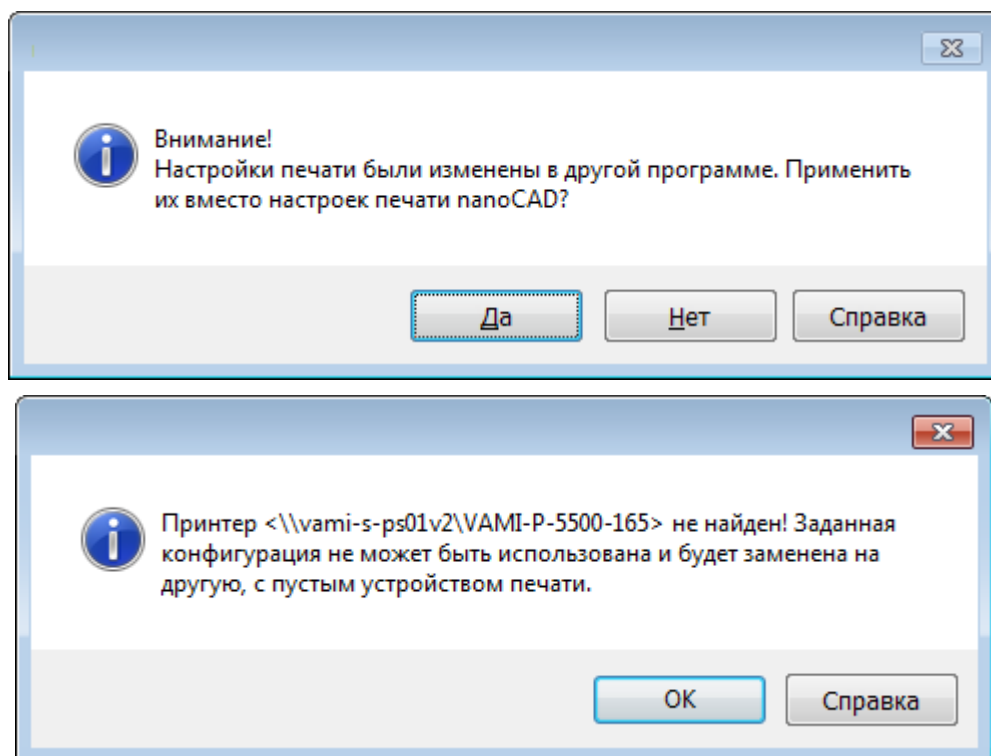 Внимание!
Настройки печати были изменены в другой программе. Применить
их вместо настроек печати nanoCAD?
Да
Нет
Справка
Принтер <\\vami-s-ps01v2\VAMI-P-5500-165> не найден! Заданная
конфигурация не может быть использована и будет заменена на
другую, с пустым устройством печати.
OK
Справка